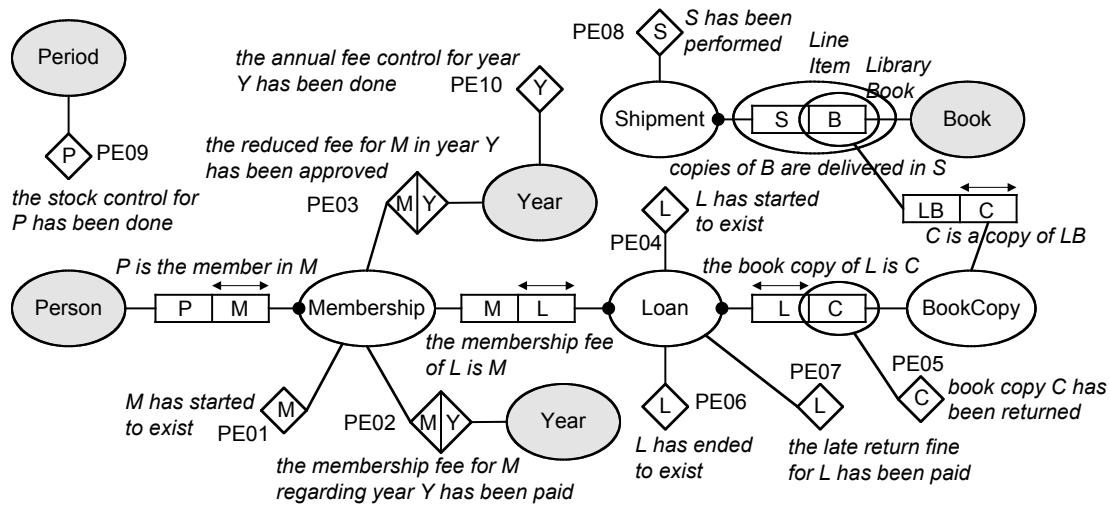 Period
P
PE09
the stock control for
P has been done
the annual fee control for year
Y has been done
PE10
Y
the reduced fee for M in year Y
has been approved
PE03
M Y
Year
PE08
S
S has been
performed
Shipment
Line
Item
Library
Book
S B
Book
copies of B are delivered in S
LB C
C is a copy of LB
L
PE04
L has started
to exist
P is the member in M
Person
P M
Membership
M L
the membership fee
of L is M
Loan
the book copy of L is C
L C
BookCopy
M has started
to exist
PE01
M
PE02
M Y
Year
the membership fee for M
regarding year Y has been paid
L
PE06
L has ended
to exist
PE07
L
the late return fine
for L has been paid
PE05
C
book copy C has
been returned